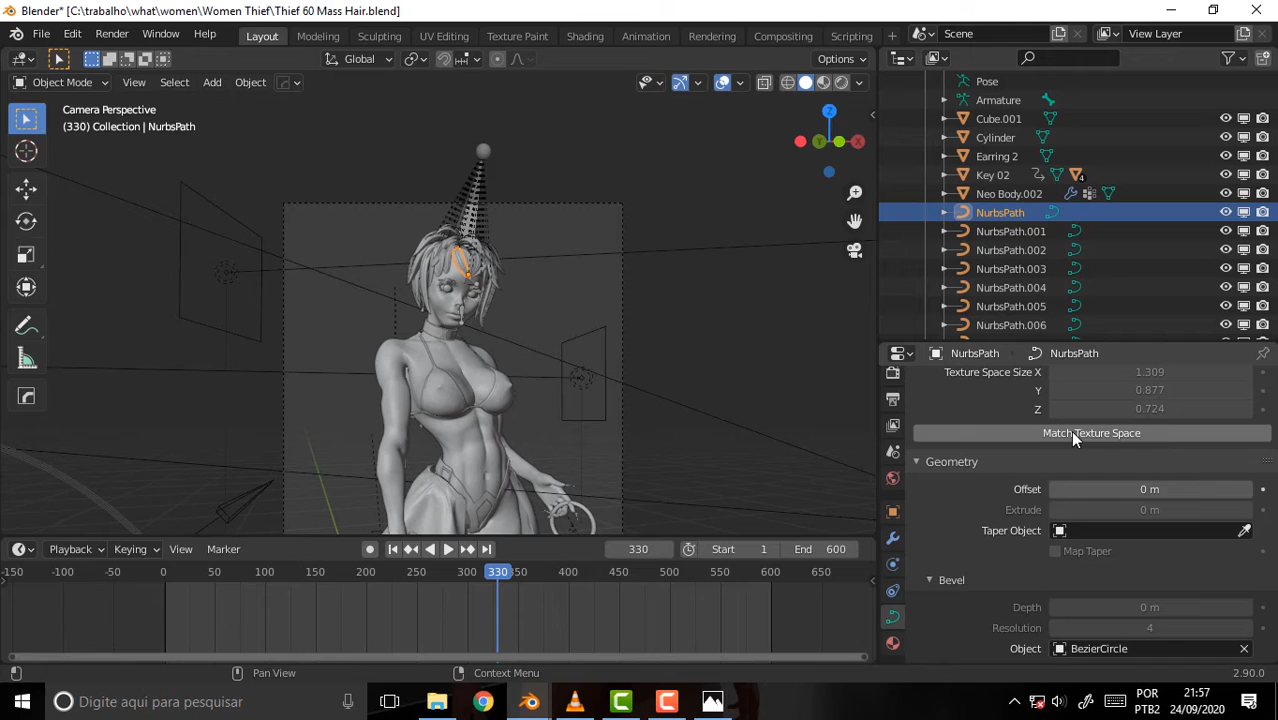 Blender* [C:\trabalho\what\women\Women Thief\Thief 60 Mass Hair.blend]
File Edit Render Window Help Layout Modeling Sculpting UV Editing Texture Paint Shading Animation Rendering Compositing Scripting Scene View Layer
Global Options
Object Mode View Select Add Object
Camera Perspective
(330) Collection | NurbsPath
Z
Y
X
Pose
Armature
Cube.001
Cylinder
Earring 2
Key 02 4
Neo Body.002
NurbsPath
NurbsPath.001
NurbsPath.002
NurbsPath.003
NurbsPath.004
NurbsPath.005
NurbsPath.006
NurbsPath NurbsPath
Texture Space Size X 1.309
Y 0.877
Z 0.724
Match Texture Space
Geometry
Offset 0 m
Extrude 0 m
Taper Object
Map Taper
Bevel
Depth 0 m
Resolution 4
Object BezierCircle
Playback Keying View Marker 330 Start 1 End 600
-150 -100 -50 0 50 100 150 200 250 300 330 350 400 450 500 550 600 650
Pan View Context Menu 2.90.0
Digite aqui para pesquisar
POR
PTB2
21:57
27/09/2020
2